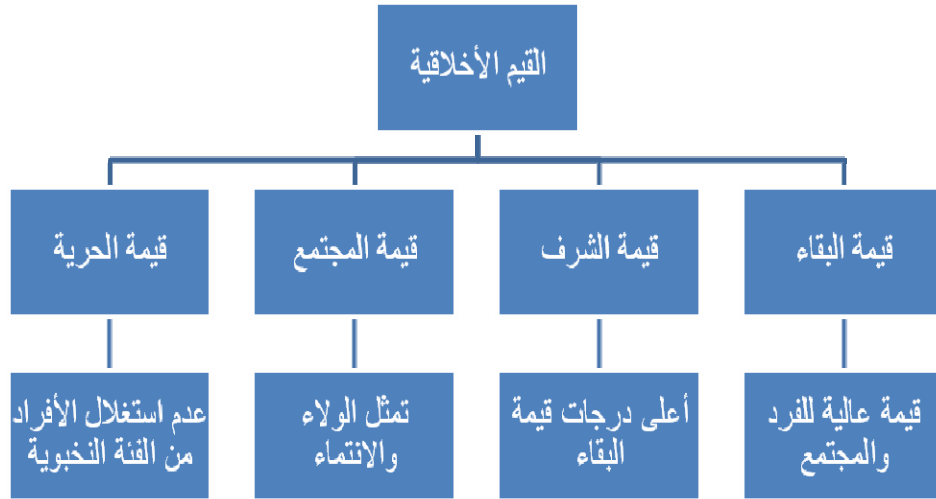 القيم الأخلاقية
قيمة البقاء
قيمة الشرف
قيمة المجتمع
قيمة الحرية
قيمة عالية للفرد
والمجتمع
أعلى درجات قيمة
البقاء
تمثل الولاء
والانتماء
عدم استغلال الأفراد
من الفئة النخبوية